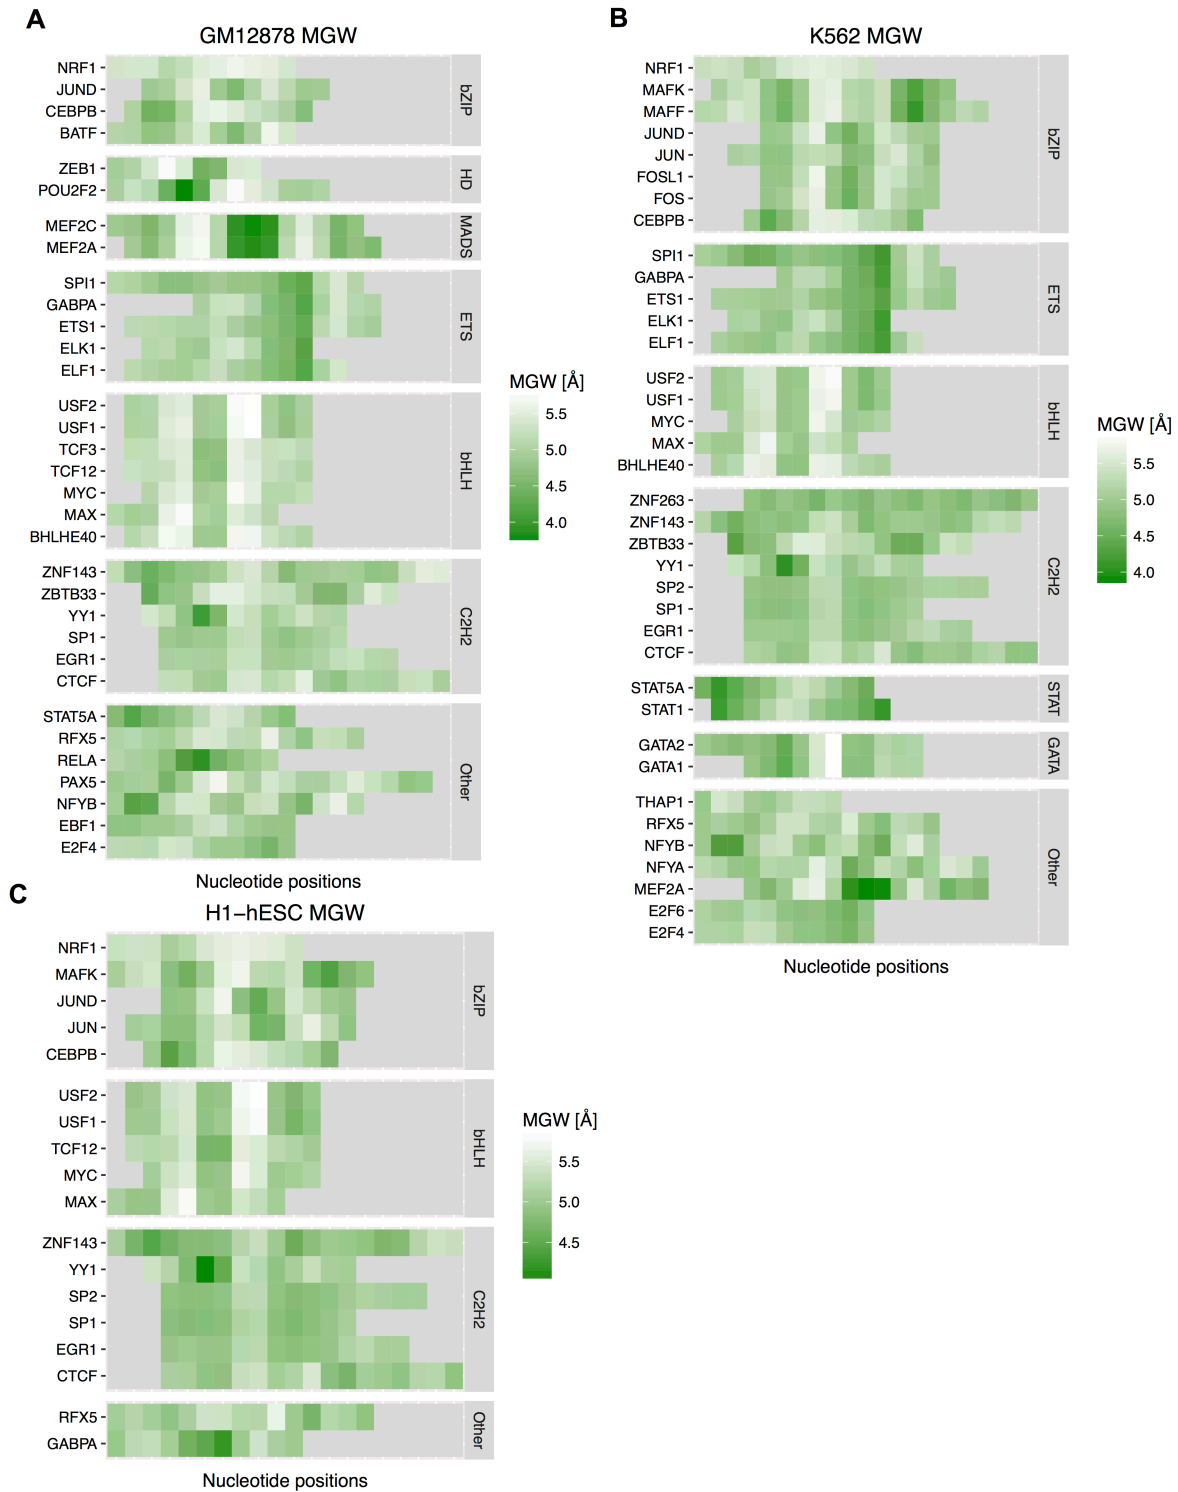 A
GM12878 MGW
NRF1
JUND
CEBPB
BATF
bZIP
ZEB1
POU2F2
HD
MEF2C
MEF2A
MADS
SPI1
GABPA
ETS1
ELK1
ELF1
ETS
USF2
USF1
TCF3
TCF12
MYC
MAX
BHLHE40
bHLH
ZNF143
ZBTB33
YY1
SP1
EGR1
CTCF
C2H2
STAT5A
RFX5
RELA
PAX5
NFYB
EBF1
E2F4
Other
Nucleotide positions
MGW [Å]
5.5
5.0
4.5
4.0
B
K562 MGW
NRF1
MAFK
MAFF
JUND
JUN
FOSL1
FOS
CEBPB
bZIP
SPI1
GABPA
ETS1
ELK1
ELF1
ETS
USF2
USF1
MYC
MAX
BHLHE40
bHLH
ZNF263
ZNF143
ZBTB33
YY1
SP2
SP1
EGR1
CTCF
C2H2
STAT5A
STAT1
STAT
GATA2
GATA1
GATA
THAP1
RFX5
NFYB
NFYA
MEF2A
E2F6
E2F4
Other
Nucleotide positions
MGW [Å]
5.5
5.0
4.5
4.0
C
H1−hESC MGW
NRF1
MAFK
JUND
JUN
CEBPB
bZIP
USF2
USF1
TCF12
MYC
MAX
bHLH
ZNF143
YY1
SP2
SP1
EGR1
CTCF
C2H2
RFX5
GABPA
Other
Nucleotide positions
MGW [Å]
5.5
5.0
4.5